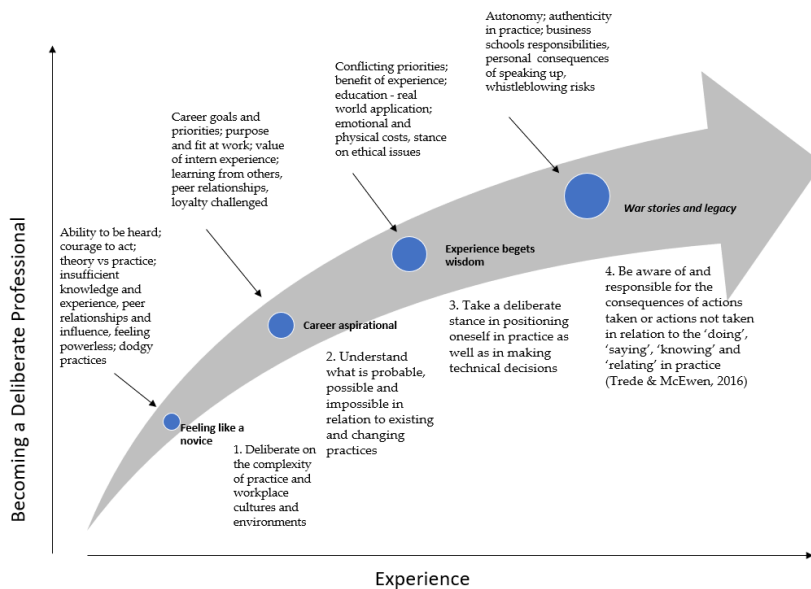 Becoming a Deliberate Professional
Ability to be heard;
courage to act;
theory vs practice;
insufficient
knowledge and
experience, peer
relationships and
influence, feeling
powerless; dodgy
practices
Feeling like a
novice
1. Deliberate on
the complexity
of practice and
workplace
cultures and
environments
Career goals and
priorities; purpose
and fit at work; value
of intern experience;
learning from others,
peer relationships,
loyalty challenged
Career aspirational
2. Understand
what is probable,
possible and
impossible in
relation to existing
and changing
practices
Conflicting priorities;
benefit of experience;
education - real
world application;
emotional and
physical costs, stance
on ethical issues
Experience begets
wisdom
3. Take a deliberate
stance in positioning
oneself in practice as
well as in making
technical decisions
Autonomy; authenticity
in practice; business
schools responsibilities,
personal consequences
of speaking up,
whistleblowing risks
War stories and legacy
4. Be aware of and
responsible for the
consequences of actions
taken or actions not taken
in relation to the ‘doing’,
‘saying’, ‘knowing’ and
‘relating’ in practice
(Trede & McEwen, 2016)
Experience